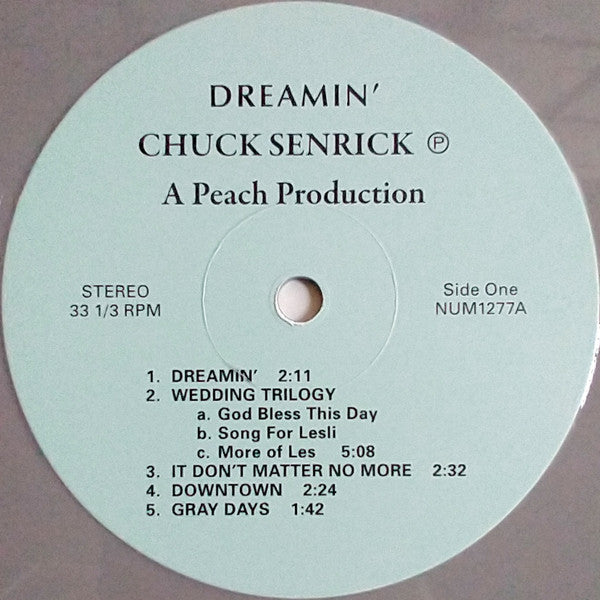 DREAMIN'
CHUCK SENRICK Ⓟ
A Peach Production
STEREO
33 1/3 RPM
Side One
NUM1277A
1. DREAMIN' 2:11
2. WEDDING TRILOGY
a. God Bless This Day
b. Song For Lesli
c. More of Les 5:08
3. IT DON'T MATTER NO MORE 2:32
4. DOWNTOWN 2:24
5. GRAY DAYS 1:42